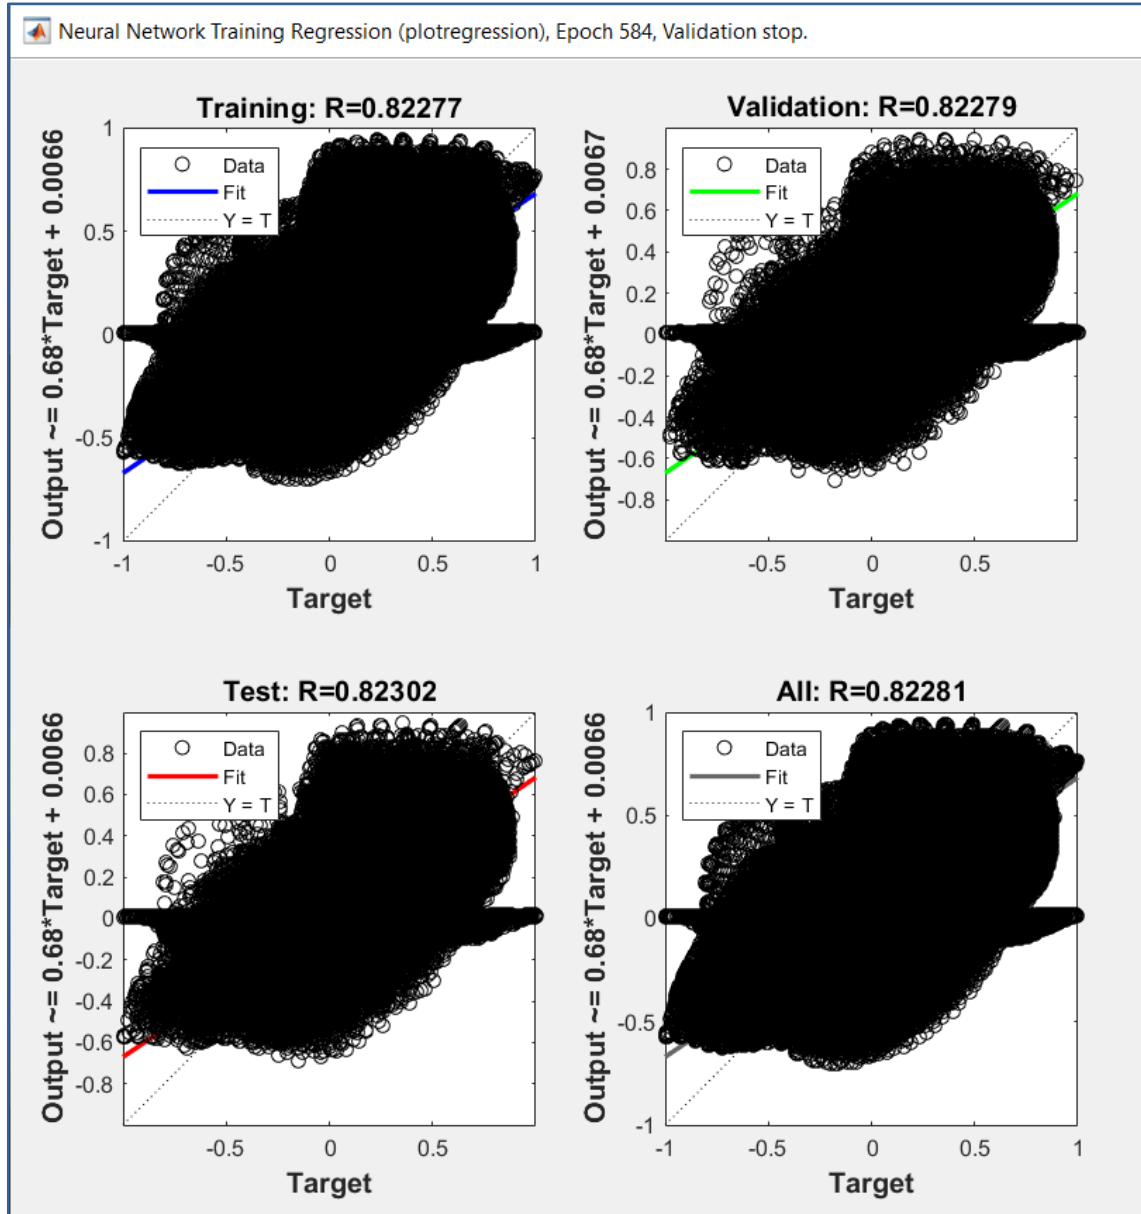 Neural Network Training Regression (plotregression), Epoch 584, Validation stop.
Training: R=0.82277
Output ~= 0.68*Target + 0.0066
1
0.5
0
-0.5
-1
Data
Fit
Y = T
-1
-0.5
0
0.5
1
Target
Validation: R=0.82279
Output ~= 0.68*Target + 0.0067
0.8
0.6
0.4
0.2
0
-0.2
-0.4
-0.6
-0.8
Data
Fit
Y = T
-0.5
0
0.5
Target
Test: R=0.82302
Output ~= 0.68*Target + 0.0066
0.8
0.6
0.4
0.2
0
-0.2
-0.4
-0.6
-0.8
Data
Fit
Y = T
-0.5
0
0.5
Target
All: R=0.82281
Output ~= 0.68*Target + 0.0066
1
0.5
0
-0.5
-1
Data
Fit
Y = T
-1
-0.5
0
0.5
1
Target